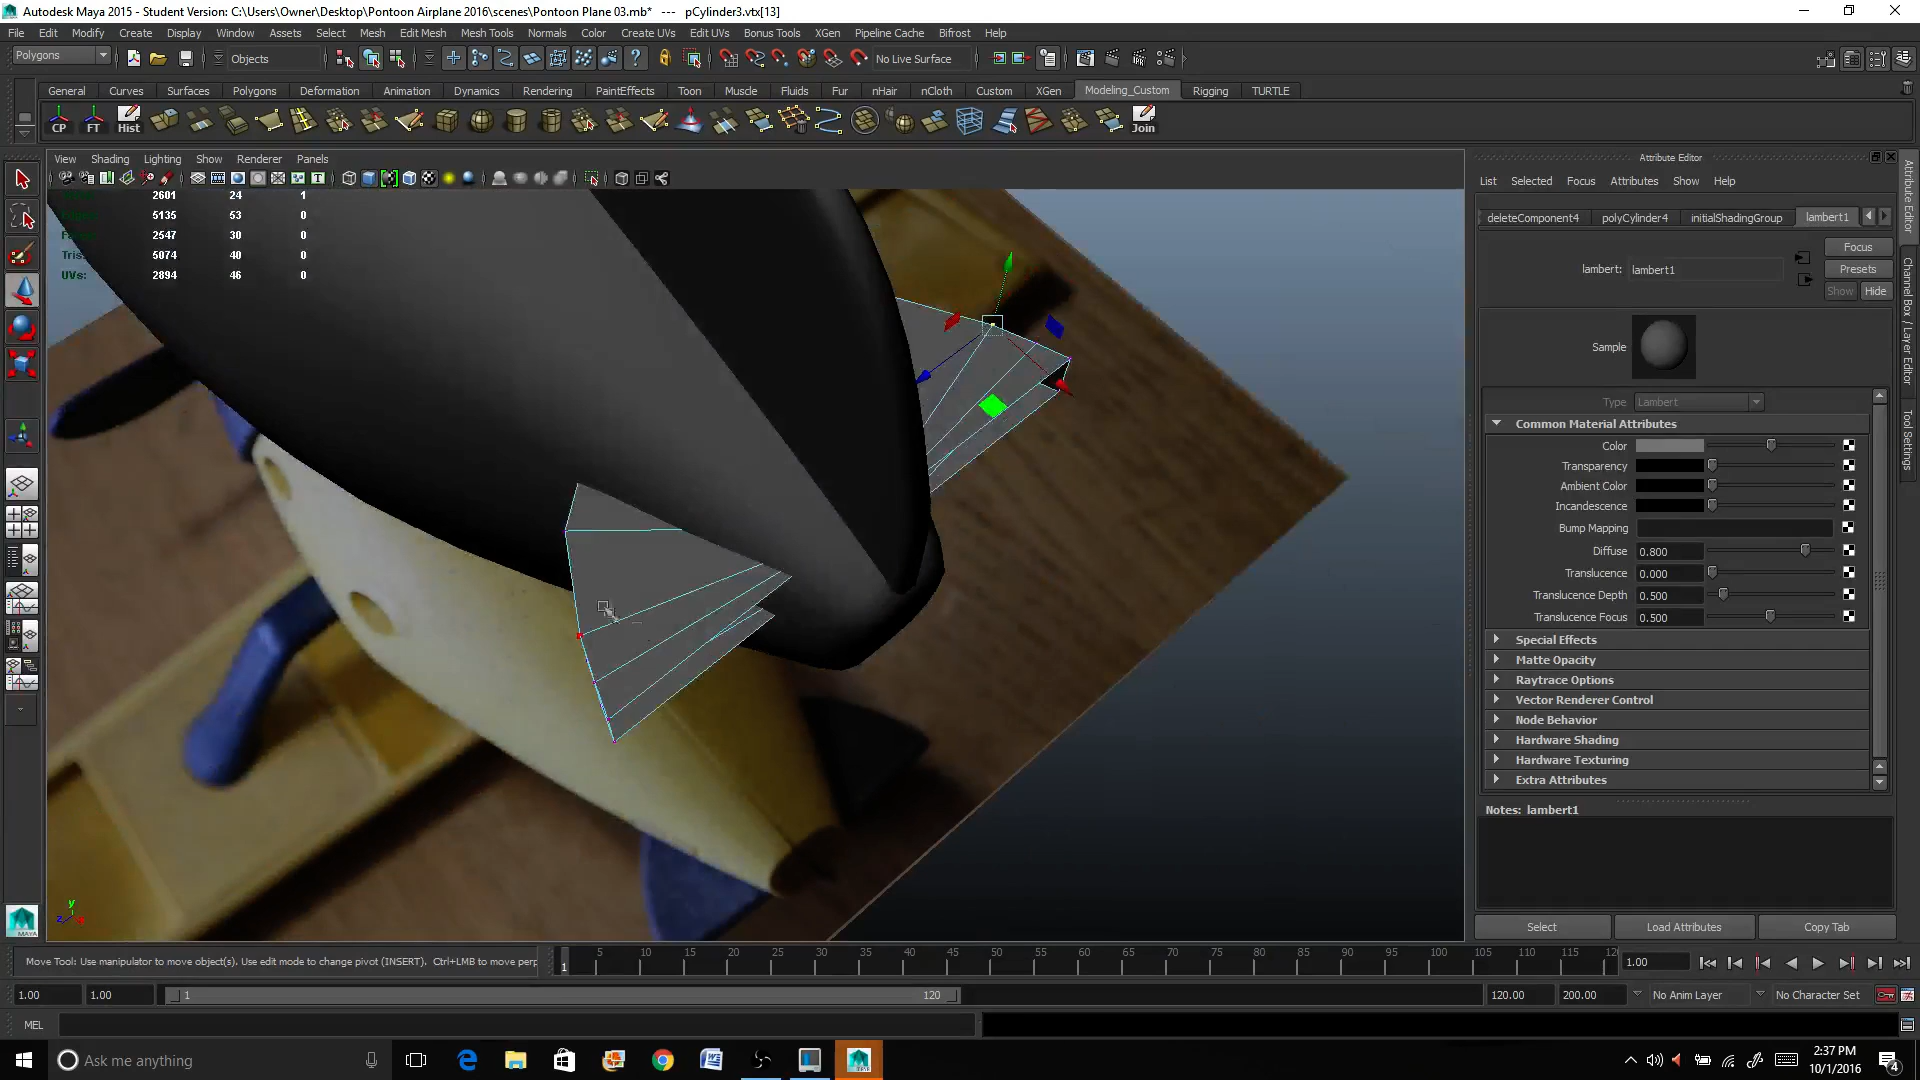 Autodesk Maya 2015 - Student Version: C:\Users\Owner\Desktop\Pontoon Airplane 2016\scenes\Pontoon Plane 03.mb* --- pCylinder3.vtx[13]
File Edit Modify Create Display Window Assets Select Mesh Edit Mesh Mesh Tools Normals Color Create UVs Edit UVs Bonus Tools XGen Pipeline Cache Bifrost Help
Polygons Objects No Live Surface
General Curves Surfaces Polygons Deformation Animation Dynamics Rendering PaintEffects Toon Muscle Fluids Fur nHair nCloth Custom XGen Modeling_Custom Rigging TURTLE
CP FT Hist Join
View Shading Lighting Show Renderer Panels
2601 24 1
5135 53 0
2547 30 0
Tris: 5074 40 0
UVs: 2894 46 0
Attribute Editor
List Selected Focus Attributes Show Help
deleteComponent4 polyCylinder4 initialShadingGroup lambert1
Focus
lambert: lambert1 Presets
Show Hide
Sample
Type Lambert
Common Material Attributes
Color
Transparency
Ambient Color
Incandescence
Bump Mapping
Diffuse 0.800
Translucence 0.000
Translucence Depth 0.500
Translucence Focus 0.500
Special Effects
Matte Opacity
Raytrace Options
Vector Renderer Control
Node Behavior
Hardware Shading
Hardware Texturing
Extra Attributes
Notes: lambert1
Select Load Attributes Copy Tab
Attribute Editor
Channel Box / Layer Editor
Tool Settings
y
z x
MAYA
Move Tool: Use manipulator to move object(s). Use edit mode to change pivot (INSERT). Ctrl+LMB to move perp
1 5 10 15 20 25 30 35 40 45 50 55 60 65 70 75 80 85 90 95 100 105 110 115 12 1.00
1.00 1.00 1 120 120.00 200.00 No Anim Layer No Character Set
MEL
Ask me anything
2:37 PM
10/1/2016
4